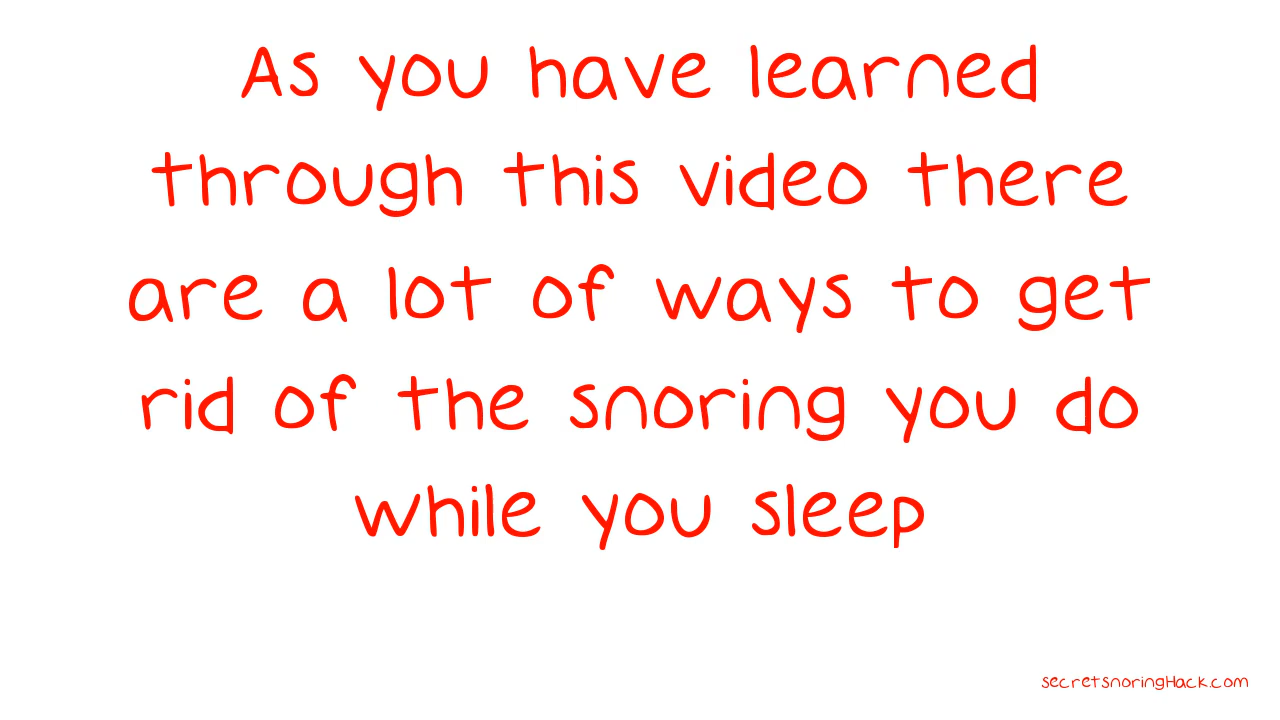 As you have learned
through this video there
are a lot of ways to get
rid of the snoring you do
while you sleep
secretsnoringHack.com